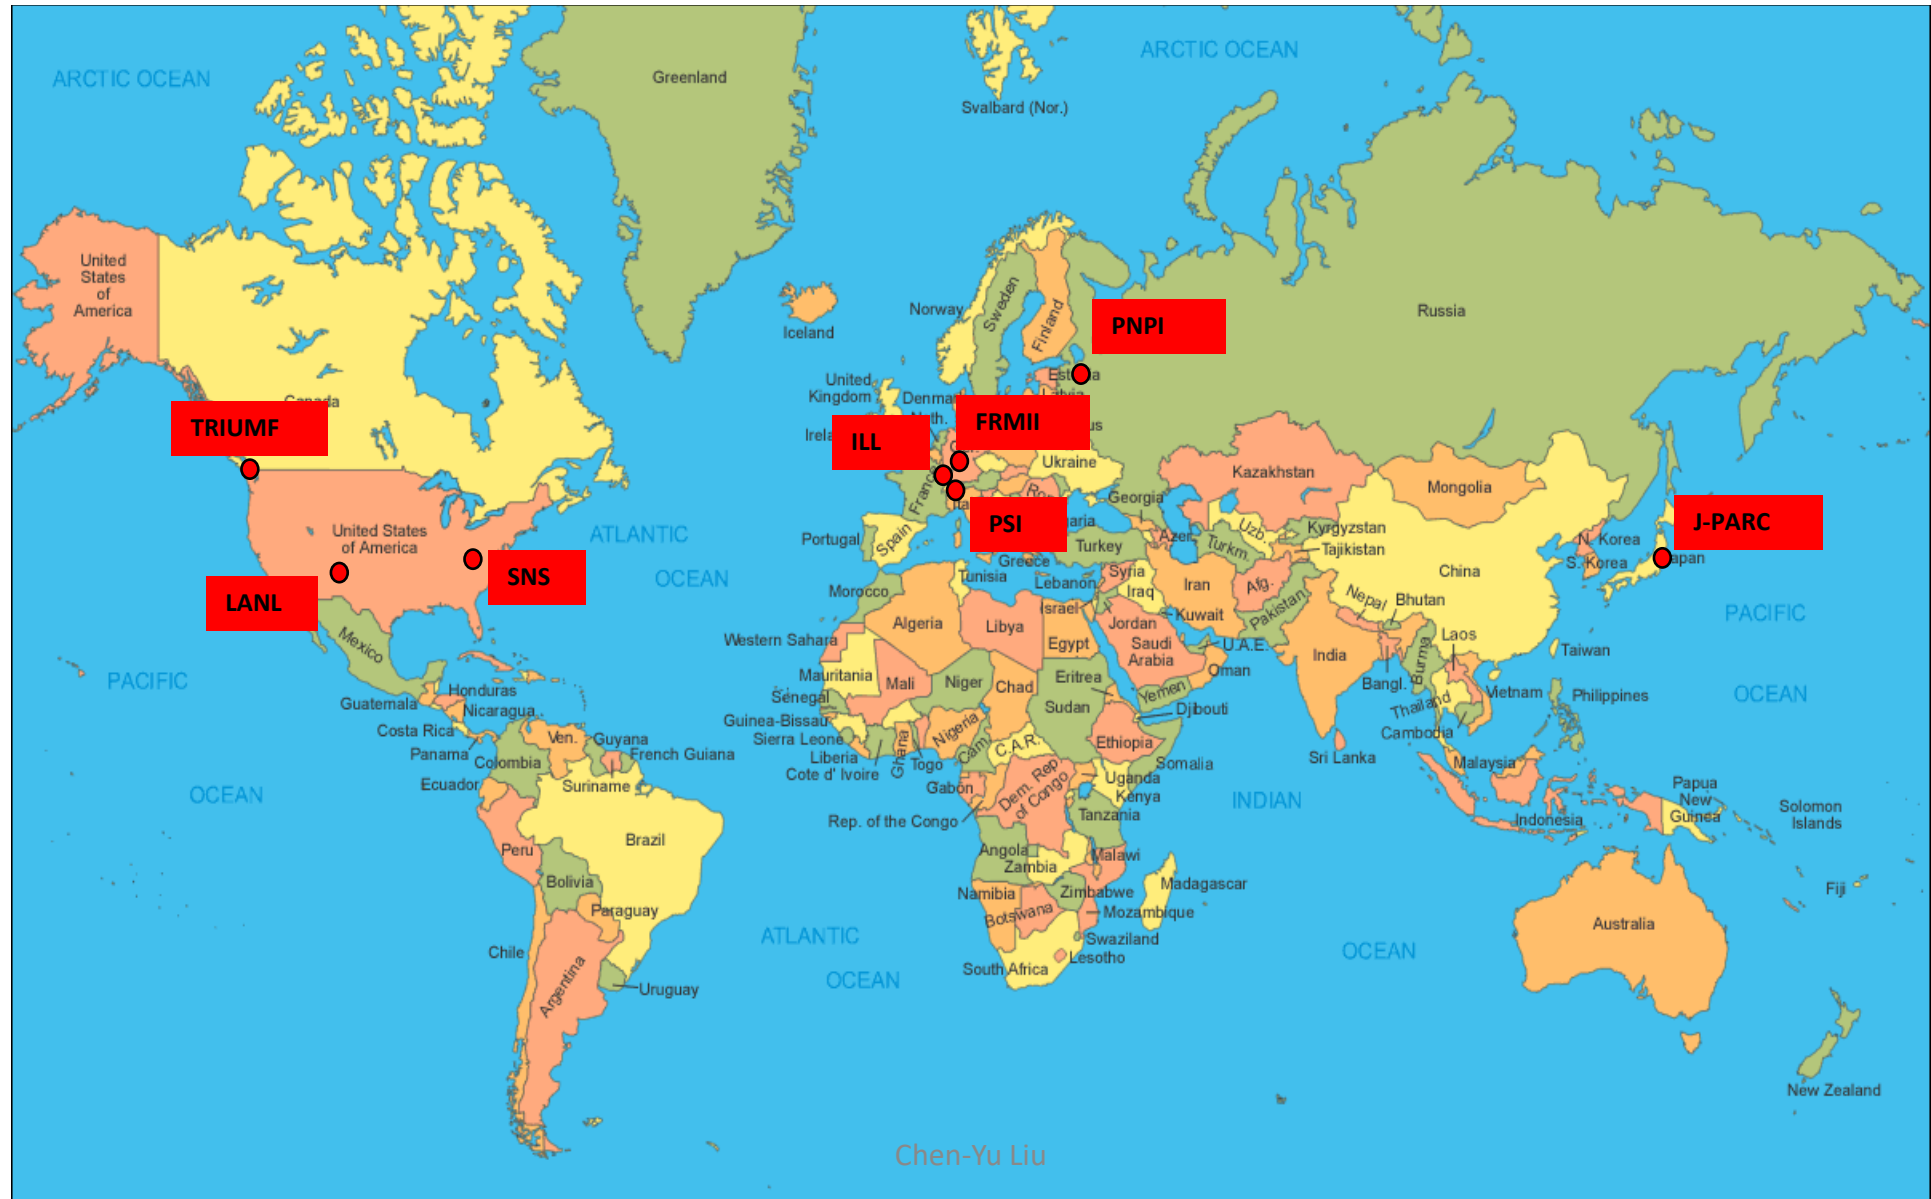 ARCTIC OCEAN
ARCTIC OCEAN
Greenland
Svalbard (Nor.)
United
States
of
America
Russia
Norway
Sweden
Finland
Iceland
PNPI
United
Kingdom
Denmar
Canada
TRIUMF
FRMII
ILL
Ukraine
Kazakhstan
Mongolia
France
Georgia
PSI
J-PARC
United States
of America
ATLANTIC
OCEAN
Portugal
Spain
Turkey
Azer.
Uzb.
Turkm.
Kyrgyzstan
Tajikistan
N. Korea
S. Korea
Japan
China
Greece
SNS
LANL
Tunisia
Lebanon
Syria
Iraq
Iran
Afg.
Morocco
Israel
Kuwait
Pakistan
Nepal
Bhutan
PACIFIC
OCEAN
Algeria
Libya
Egypt
Jordan
Saudi
Arabia
U.A.E.
Oman
India
Laos
Burma
Taiwan
Mexico
Western Sahara
PACIFIC
OCEAN
Mauritania
Mali
Niger
Chad
Eritrea
Sudan
Yemen
Djibouti
Bangl.
Thailand
Vietnam
Philippines
Cambodia
Honduras
Guatemala
Nicaragua
Costa Rica
Panama
Senegal
Guinea-Bissau
Sierra Leone
Liberia
Cote d' Ivoire
Ghana
Togo
Nigeria
Cam.
C.A.R.
Ethiopia
Somalia
Sri Lanka
Malaysia
Ven.
Guyana
French Guiana
Colombia
Suriname
Ecuador
Gabon
Rep. of the Congo
Dem. Rep.
of Congo
Uganda
Kenya
Tanzania
INDIAN
OCEAN
Indonesia
Papua
New
Guinea
Solomon
Islands
Peru
Brazil
Bolivia
Paraguay
Chile
Argentina
Uruguay
ATLANTIC
OCEAN
Angola
Zambia
Malawi
Namibia
Botswana
Zimbabwe
Mozambique
Madagascar
Swaziland
Lesotho
South Africa
Australia
Fiji
New Zealand
Chen-Yu Liu